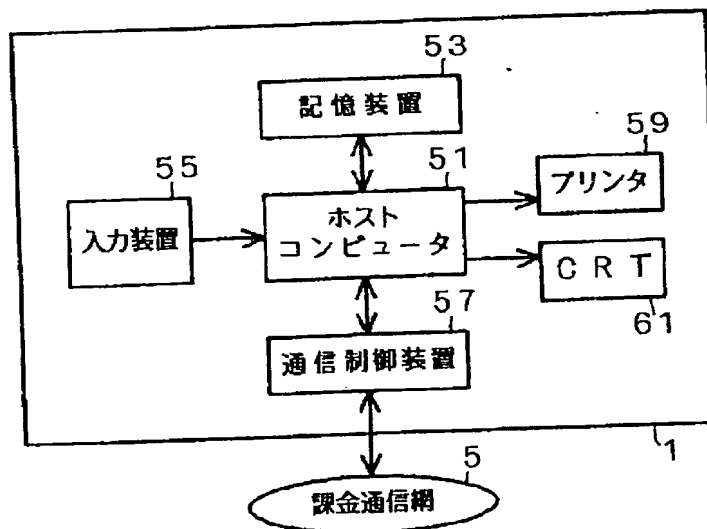 53
記憶装置
59
55
51
プリンタ
入力装置
ホスト
コンピュータ
CRT
57
61
通信制御装置
1
5
課金通信網